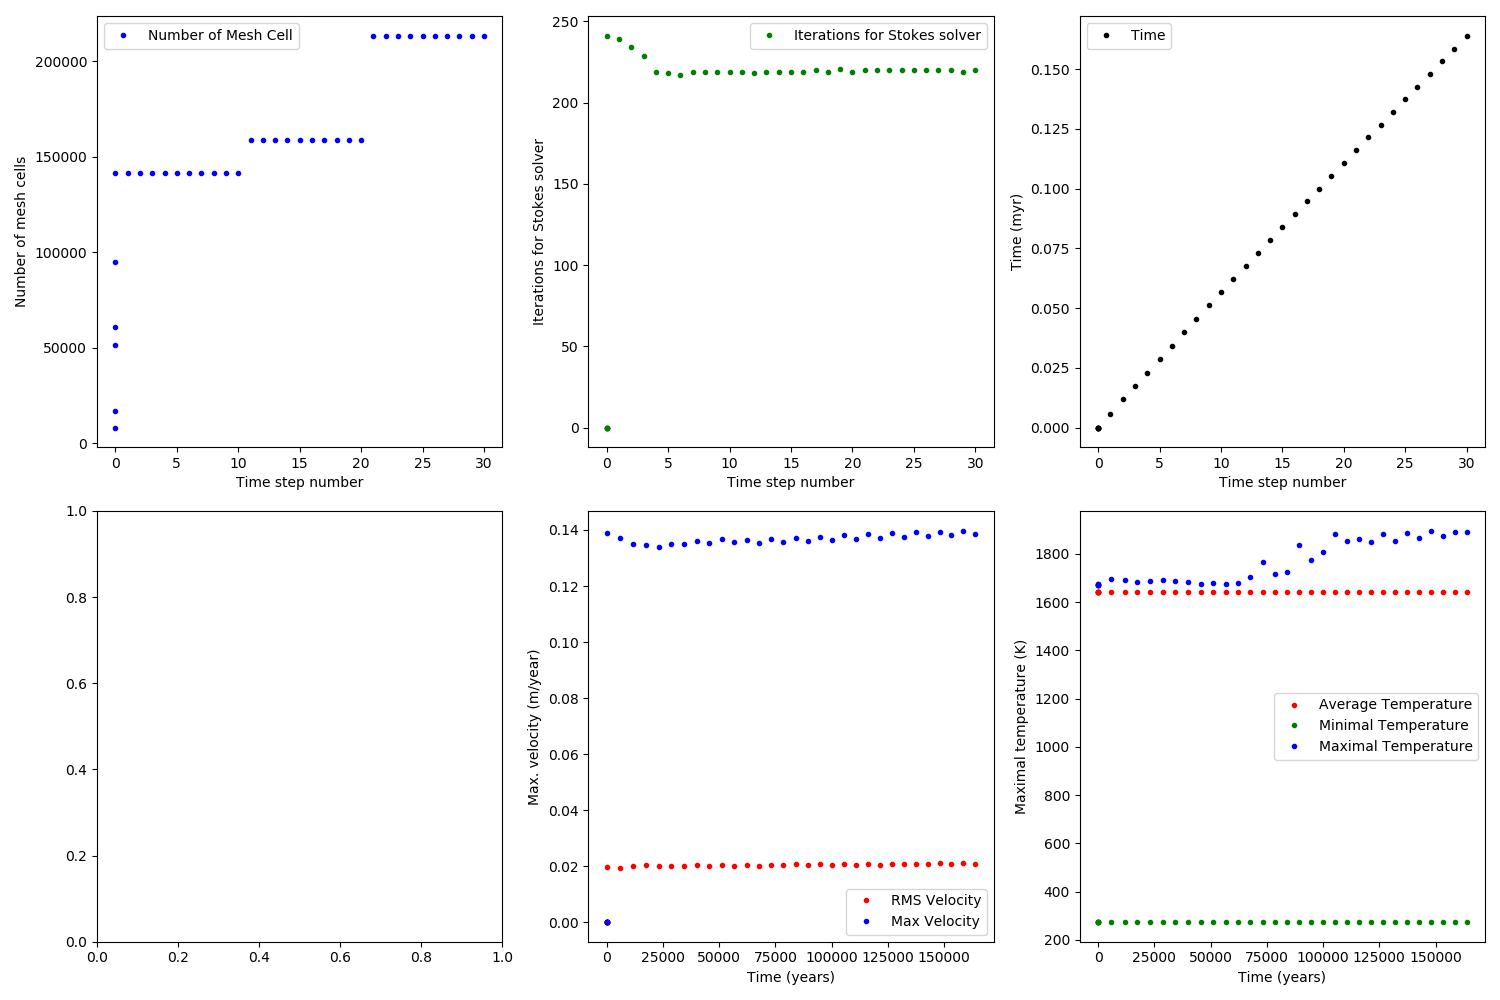 Number of Mesh Cell
200000
150000
100000
50000
0
Number of mesh cells
0 5 10 15 20 25 30
Time step number
Iterations for Stokes solver
250
200
150
100
50
0
Iterations for Stokes solver
0 5 10 15 20 25 30
Time step number
Time
0.150
0.125
0.100
0.075
0.050
0.025
0.000
Time (myr)
0 5 10 15 20 25 30
Time step number
1.0
0.8
0.6
0.4
0.2
0.0
0.0 0.2 0.4 0.6 0.8 1.0
0.14
0.12
0.10
0.08
0.06
0.04
0.02
0.00
Max. velocity (m/year)
RMS Velocity
Max Velocity
0 25000 50000 75000 100000 125000 150000
Time (years)
1800
1600
1400
1200
1000
800
600
400
200
Maximal temperature (K)
Average Temperature
Minimal Temperature
Maximal Temperature
0 25000 50000 75000 100000 125000 150000
Time (years)